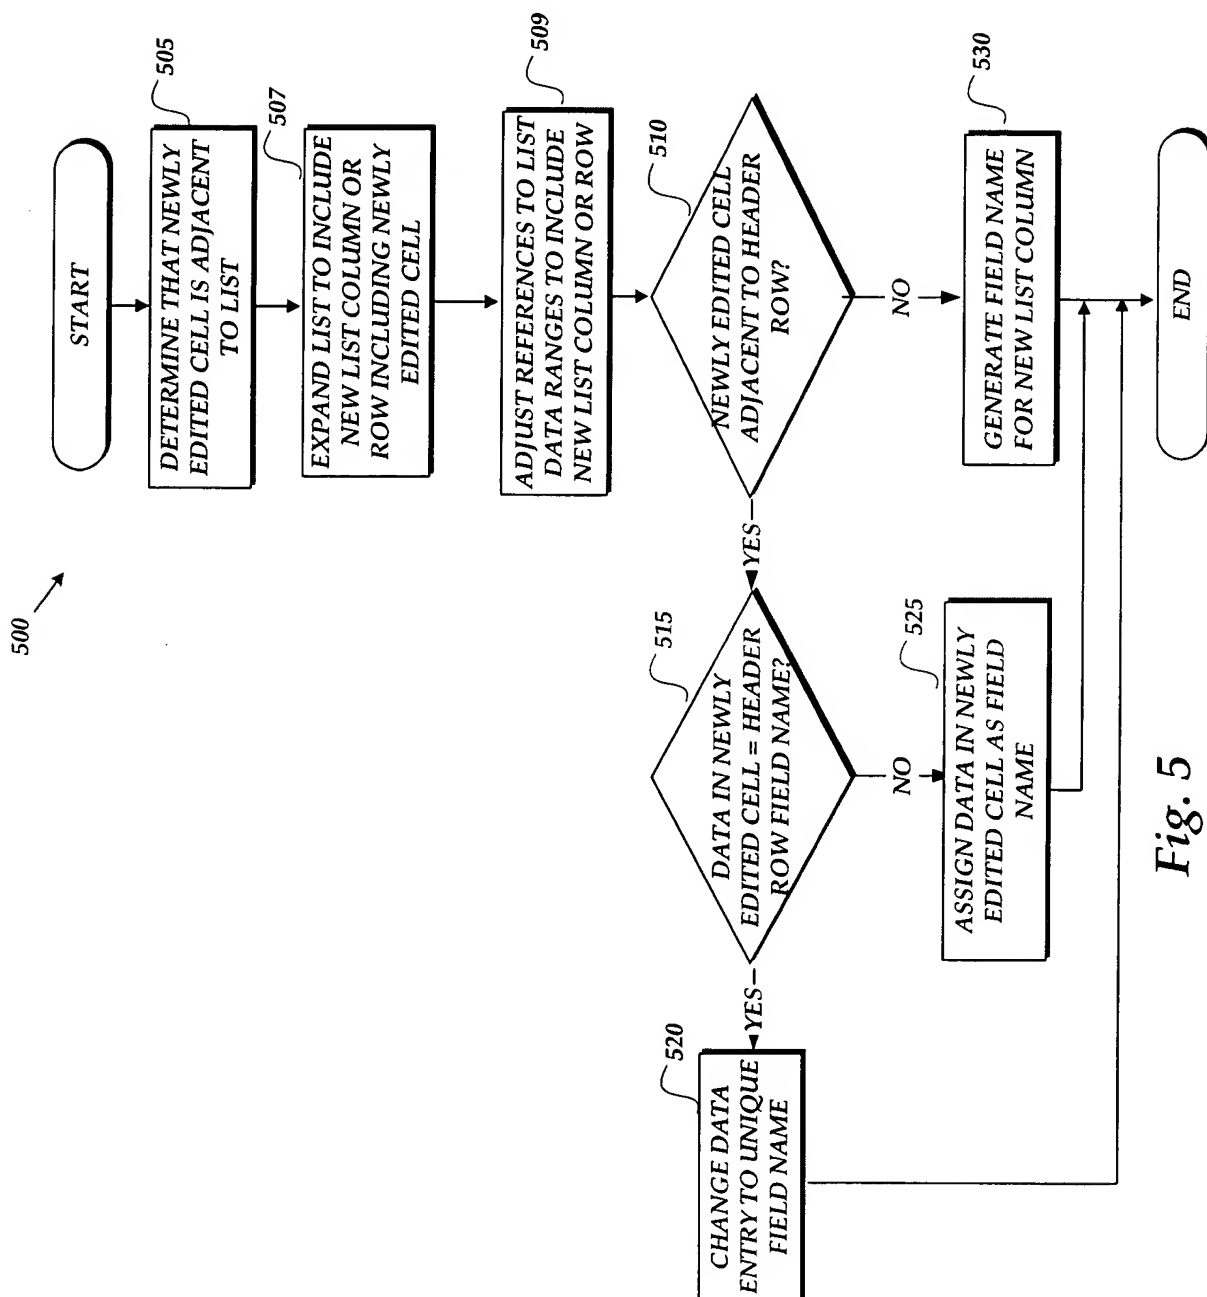 500
START
505
DETERMINE THAT NEWLY
EDITED CELL IS ADJACENT
TO LIST
507
EXPAND LIST TO INCLUDE
NEW LIST COLUMN OR
ROW INCLUDING NEWLY
EDITED CELL
509
ADJUST REFERENCES TO LIST
DATA RANGES TO INCLUDE
NEW LIST COLUMN OR ROW
510
NEWLY EDITED CELL
ADJACENT TO HEADER
ROW?
YES
NO
515
DATA IN NEWLY
EDITED CELL = HEADER
ROW FIELD NAME?
YES
NO
520
CHANGE DATA
ENTRY TO UNIQUE
FIELD NAME
525
ASSIGN DATA IN NEWLY
EDITED CELL AS FIELD
NAME
530
GENERATE FIELD NAME
FOR NEW LIST COLUMN
END
Fig. 5